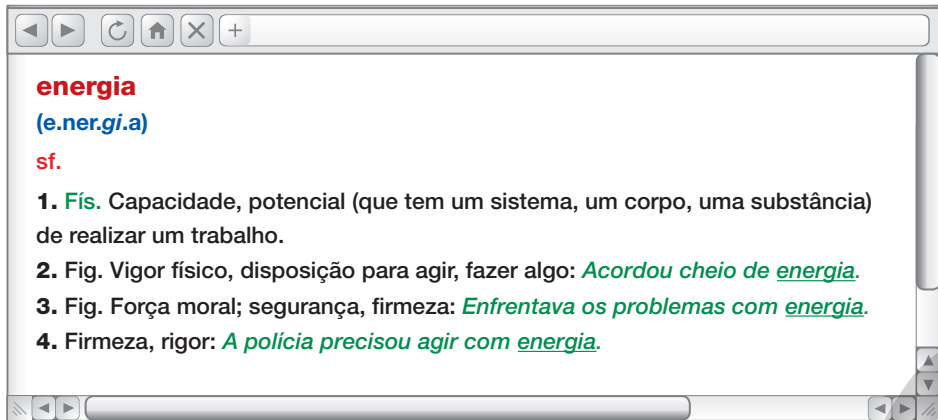 energia
(e.ner.gi.a)
sf.
1. Fís. Capacidade, potencial (que tem um sistema, um corpo, uma substância)
de realizar um trabalho.
2. Fig. Vigor físico, disposição para agir, fazer algo: Acordou cheio de energia.
3. Fig. Força moral; segurança, firmeza: Enfrentava os problemas com energia.
4. Firmeza, rigor: A polícia precisou agir com energia.